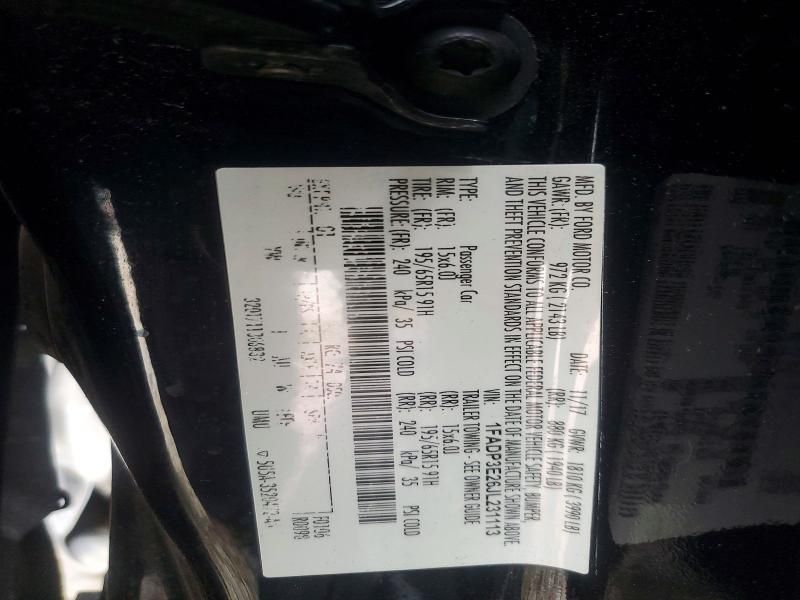 MFD. BY FORD MOTOR CO. DATE: 11/17 GVWR: 1810 KG (3990 LB)
GAWR: (FR): 972 KG (2143 LB) (RR): 880 KG (1940 LB)
THIS VEHICLE CONFORMS TO ALL APPLICABLE FEDERAL MOTOR VEHICLE SAFETY, BUMPER,
AND THEFT PREVENTION STANDARDS IN EFFECT ON THE DATE OF MANUFACTURE SHOWN ABOVE.
VIN: 1FADP3E26JL231113
TYPE: Passenger Car TRAILER TOWING - SEE OWNER GUIDE
RIM: (FR): 15x6.0J (RR): 15x6.0J
TIRE: (FR): 195/65R15 91H (RR): 195/65R15 91H
PRESSURE: (FR): 240 kPa/ 35 PSI COLD (RR): 240 kPa/ 35 PSI COLD
F0196
R0198